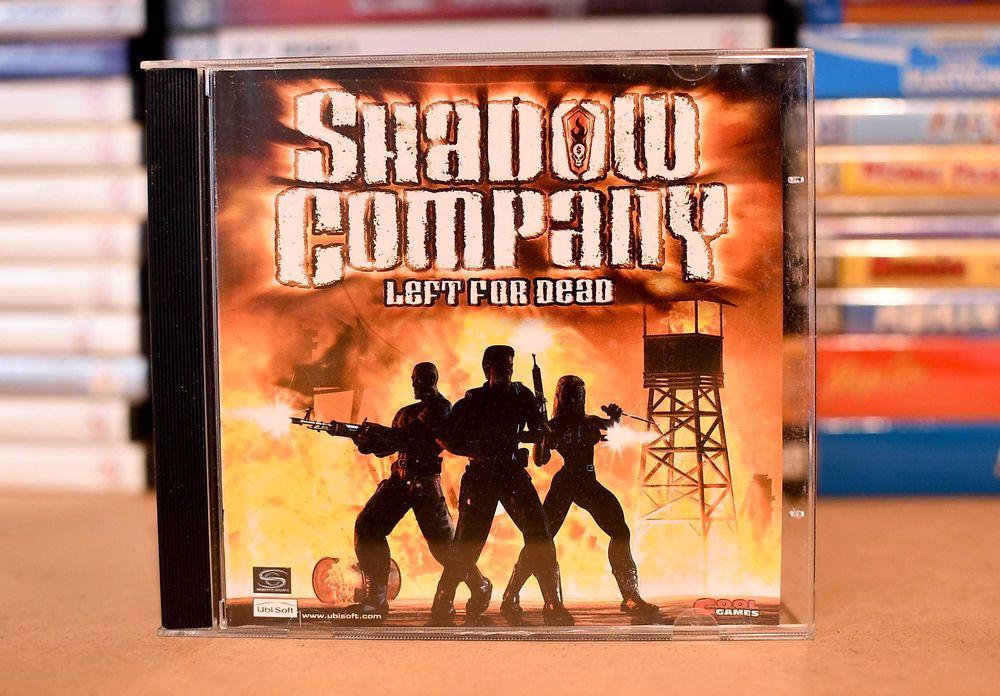 SHADOW
COMPANY
LEFT FOR DEAD
Ubi Soft
www.ubisoft.com
COOL
GAMES